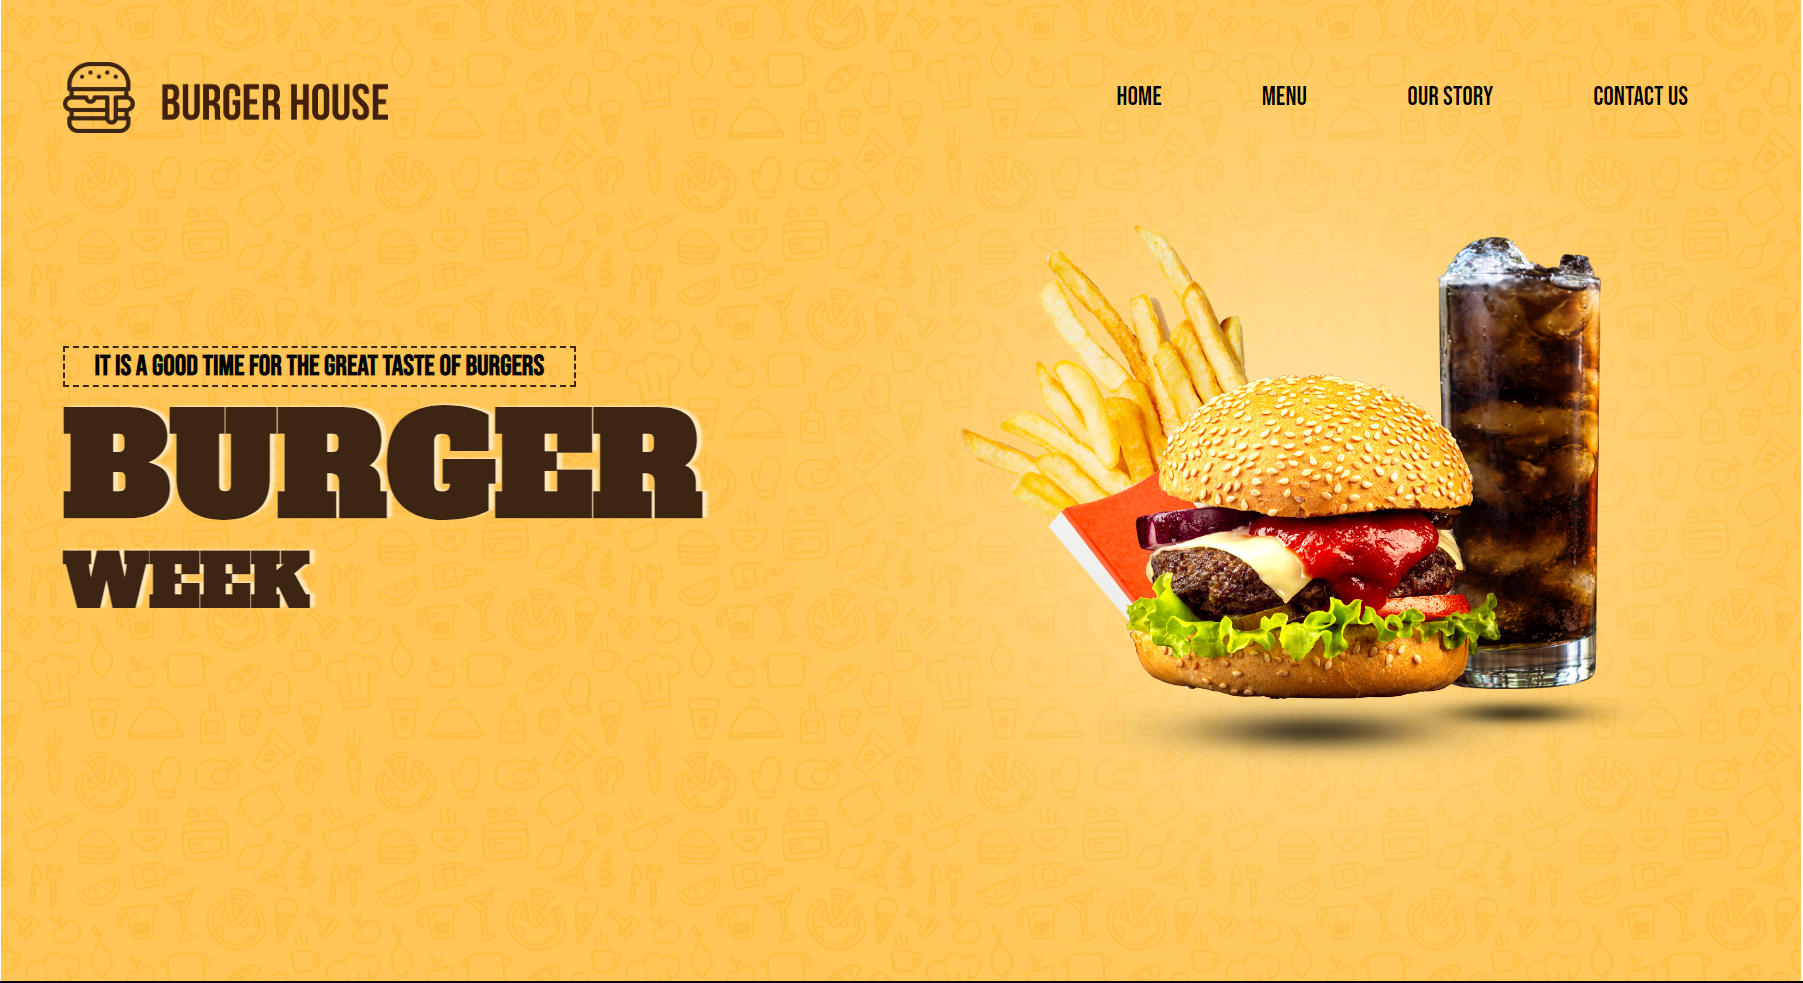 BURGER HOUSE
HOME
MENU
OUR STORY
CONTACT US
IT IS A GOOD TIME FOR THE GREAT TASTE OF BURGERS
BURGER
WEEK